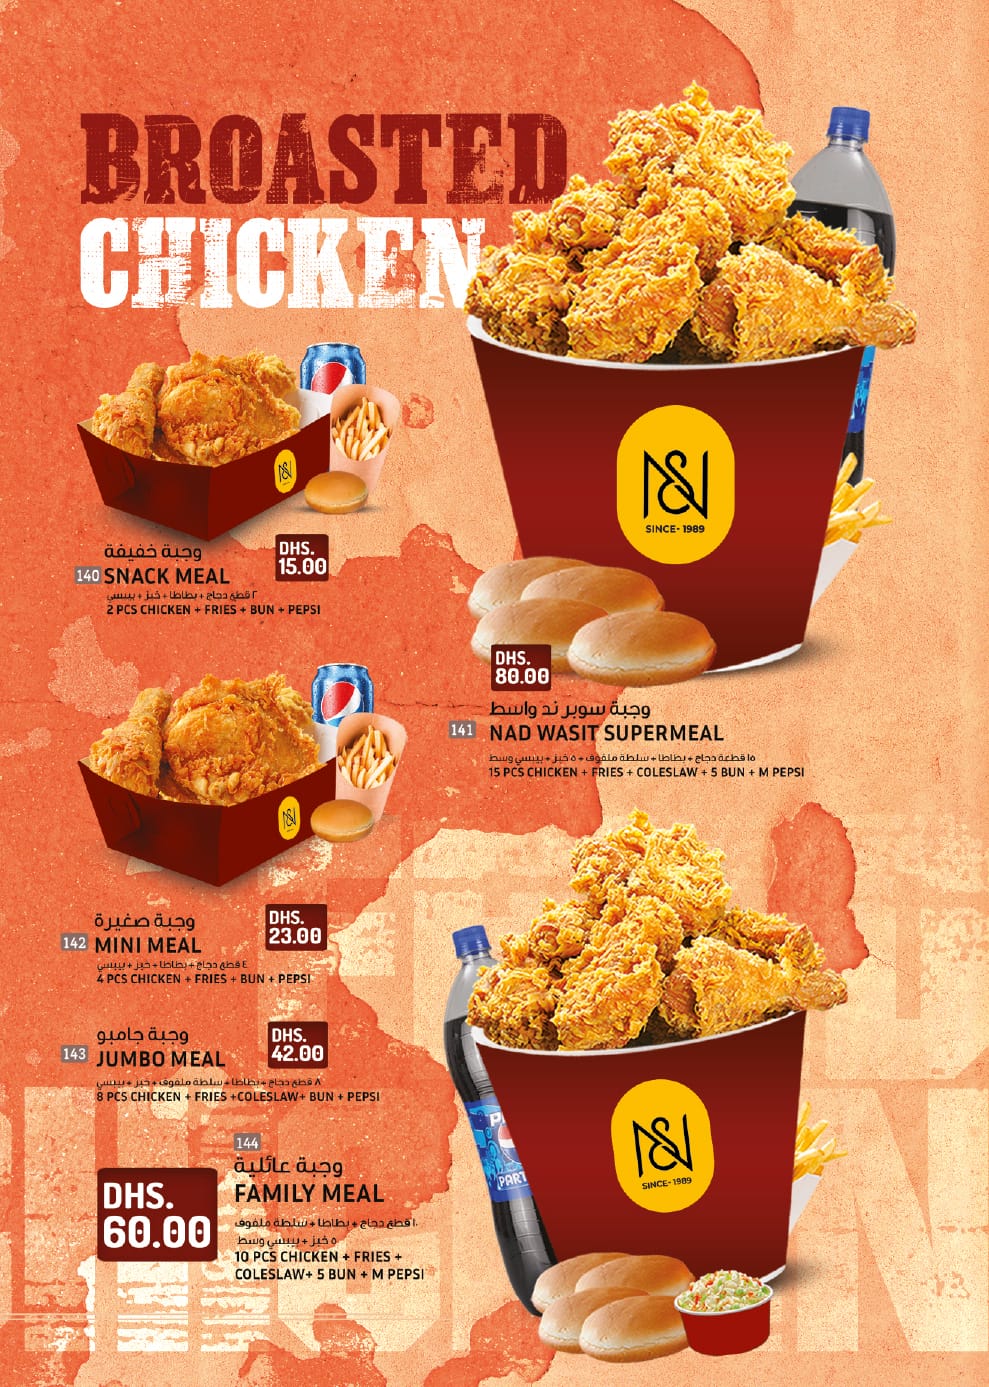 BROASTED
CHICKEN
وجبة خفيفة
140 SNACK MEAL
DHS.
15.00
٢ قطع دجاج + بطاطا + خبز + بيبسي
2 PCS CHICKEN + FRIES + BUN + PEPSI
SINCE- 1989
DHS.
80.00
وجبة سوبر ند واسط
141 NAD WASIT SUPERMEAL
١٥ قطعة دجاج + بطاطا + سلطة ملفوف + ٥ خبز + بيبسي وسط
15 PCS CHICKEN + FRIES + COLESLAW + 5 BUN + M PEPSI
وجبة صغيرة
142 MINI MEAL
DHS.
23.00
٤ قطع دجاج + بطاطا + خبز + بيبسي
4 PCS CHICKEN + FRIES + BUN + PEPSI
وجبة جامبو
143 JUMBO MEAL
DHS.
42.00
٨ قطع دجاج + بطاطا + سلطة ملفوف + خبز + بيبسي
8 PCS CHICKEN + FRIES +COLESLAW+ BUN + PEPSI
144
وجبة عائلية
FAMILY MEAL
DHS.
60.00
١٠ قطع دجاج + بطاطا + سلطة ملفوف
٥ خبز + بيبسي وسط
10 PCS CHICKEN + FRIES +
COLESLAW+ 5 BUN + M PEPSI
SINCE- 1989